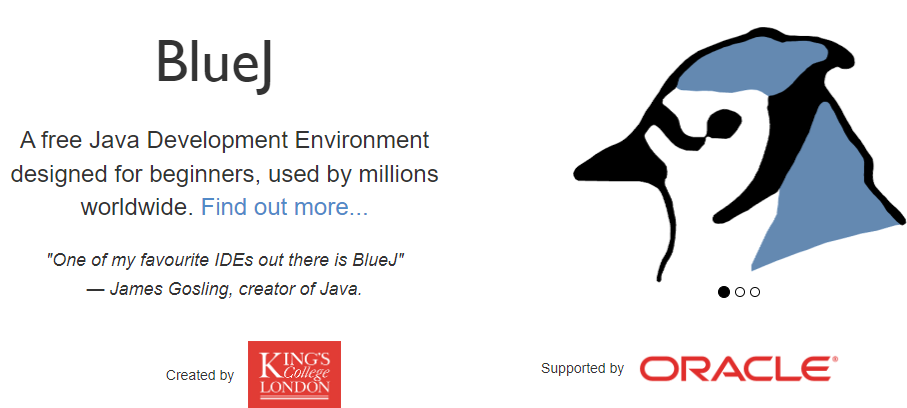 BlueJ
A free Java Development Environment
designed for beginners, used by millions
worldwide. Find out more...
"One of my favourite IDEs out there is BlueJ"
— James Gosling, creator of Java.
Created by
KING'S
College
LONDON
Supported by
ORACLE®